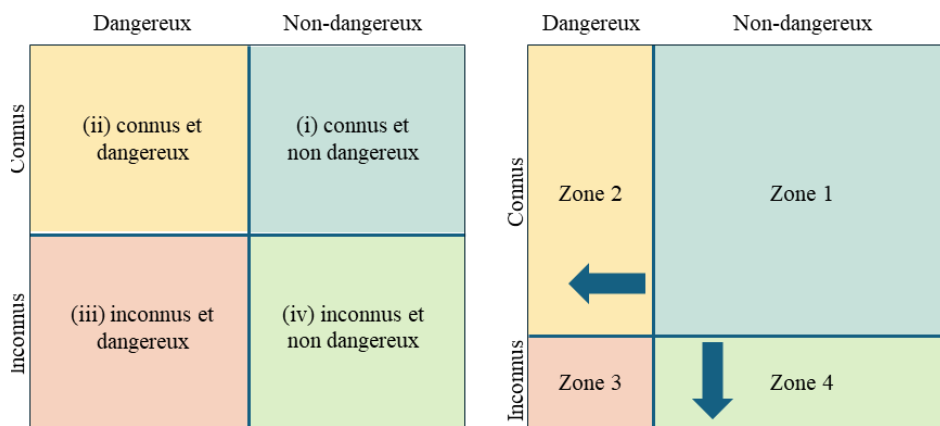 Dangereux
Non-dangereux
Connus
(ii) connus et
dangereux
(i) connus et
non dangereux
Inconnus
(iii) inconnus et
dangereux
(iv) inconnus et
non dangereux
Dangereux
Non-dangereux
Connus
Zone 2
Zone 1
Inconnus
Zone 3
Zone 4